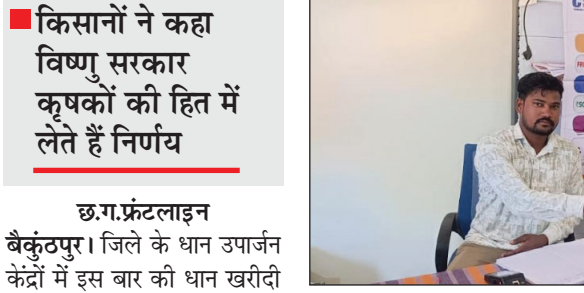 किसानों ने कहा
विष्णु सरकार
कृषकों की हित में
लेते हैं निर्णय
छ.ग.फ्रंटलाइन
बैकुंठपुर। जिले के धान उपार्जन
केंद्रों में इस बार की धान खरीदी